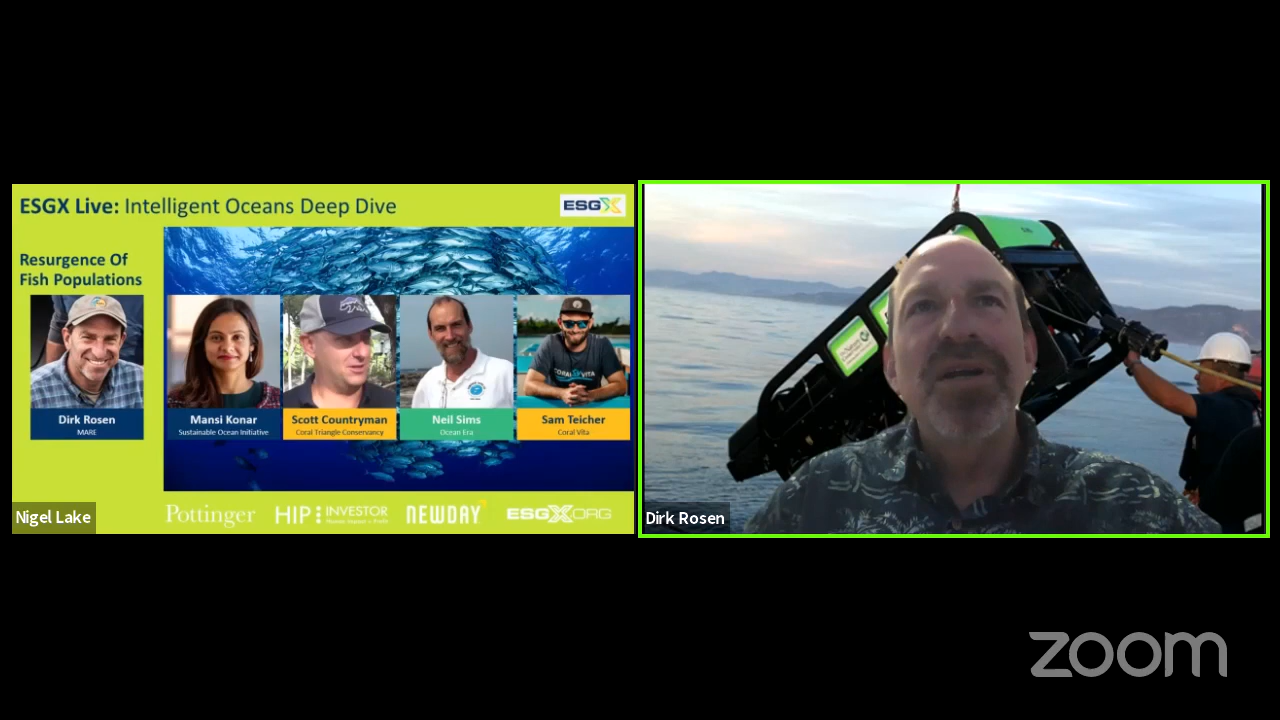 ESGX Live: Intelligent Oceans Deep Dive
ESGX
Resurgence Of
Fish Populations
Dirk Rosen
MARE
Mansi Konar
Sustainable Ocean Initiative
Scott Countryman
Coral Triangle Conservancy
Neil Sims
Ocean Era
Sam Teicher
Coral Vita
CORAL VITA
Pottinger
HIP INVESTOR
NEWDAY
ESGX.ORG
Nigel Lake
Dirk Rosen
zoom